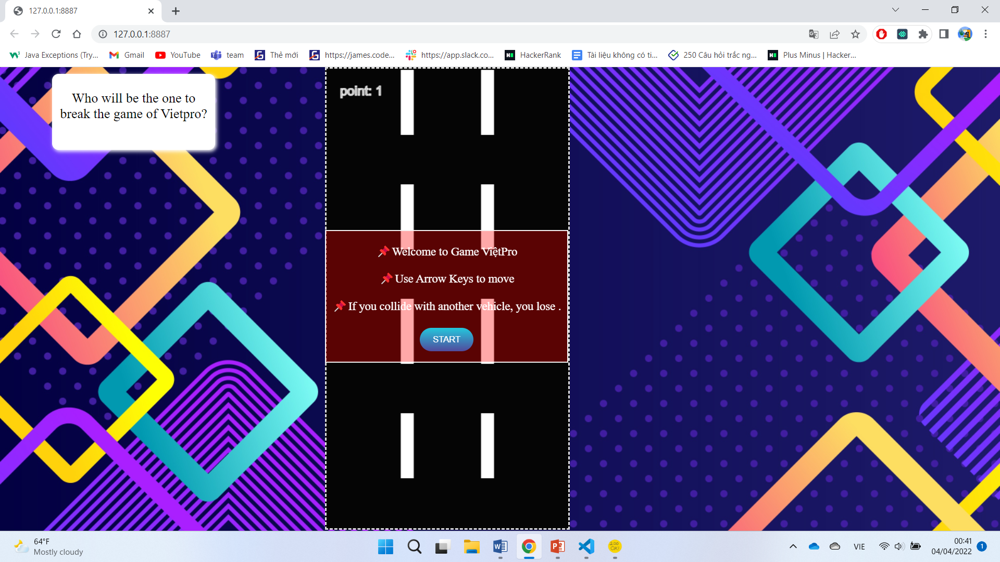 127.0.0.1:8887
127.0.0.1:8887
Java Exceptions (Try...
Gmail
YouTube
team
Thẻ mới
https://james.code...
https://app.slack.co...
HackerRank
Tài liệu không có ti...
250 Câu hỏi trắc ng...
Plus Minus | Hacker...
Who will be the one to
break the game of Vietpro?
point: 1
📌 Welcome to Game ViệtPro
📌 Use Arrow Keys to move
📌 If you collide with another vehicle, you lose .
START
64°F
Mostly cloudy
200
OK!
VIE
00:41
04/04/2022
1